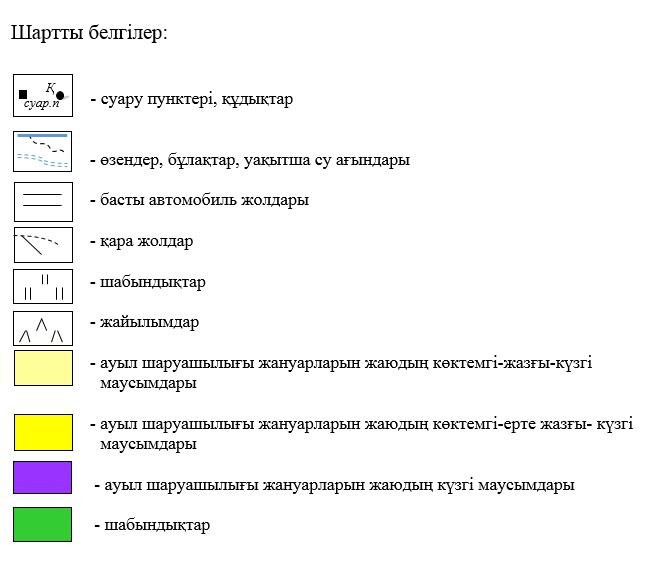 Шартты белгілер:
Қ
суар.п
- суару пунктері, құдықтар
- өзендер, бұлақтар, уақытша су ағындары
- басты автомобиль жолдары
- қара жолдар
- шабындықтар
- жайылымдар
- ауыл шаруашылығы жануарларын жаюдың көктемгі-жазғы-күзгі
маусымдары
- ауыл шаруашылығы жануарларын жаюдың көктемгі-ерте жазғы- күзгі
маусымдары
- ауыл шаруашылығы жануарларын жаюдың күзгі маусымдары
- шабындықтар